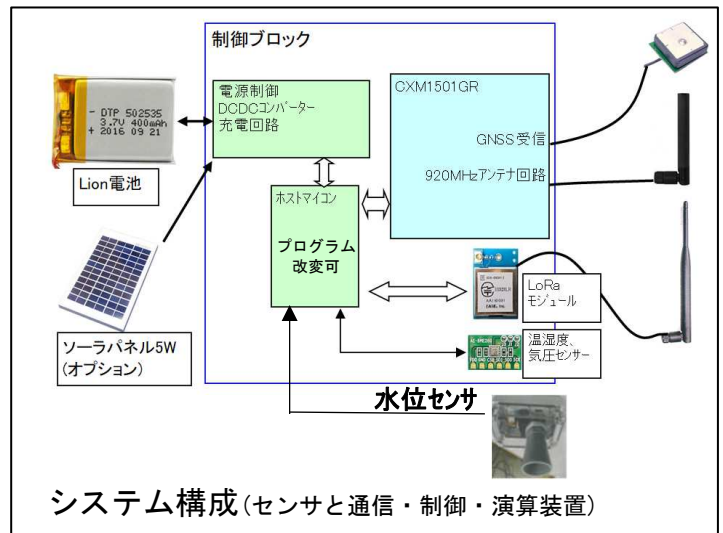 制御ブロック
電源制御
DCDCコンバーター
充電回路
CXM1501GR
GNSS受信
920MHzアンテナ回路
- DTP 502535
3.7V 400mAh
+ 2016 09 21
Lion電池
ホストマイコン
プログラム
改変可
LoRa
モジュール
ソーラパネル5W
(オプション)
温湿度、
気圧センサー
水位センサ
システム構成(センサと通信・制御・演算装置)